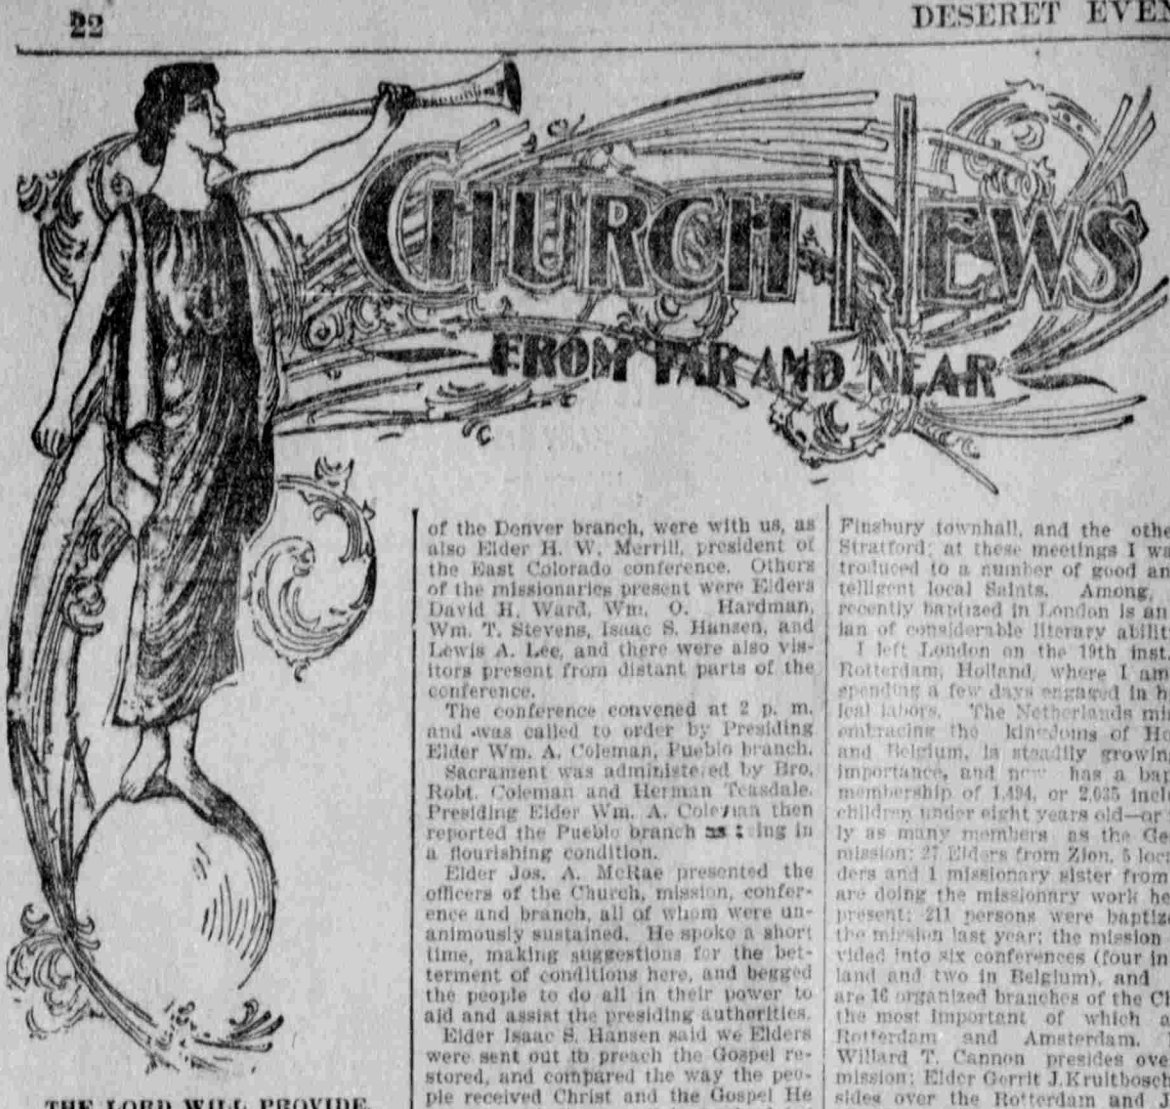 22
DESERET EVEN
CHURCH NEWS
FROM FAR AND NEAR
THE LORD WILL PROVIDE.
of the Denver branch, were with us, as
also Elder H. W. Merrill, president of
the East Colorado conference. Others
of the missionaries present were Elders
David H. Ward, Wm. O. Hardman,
Wm. T. Stevens, Isaac S. Hansen, and
Lewis A. Lee, and there were also vis-
itors present from distant parts of the
conference.
The conference convened at 2 p. m.
and was called to order by Presiding
Elder Wm. A. Coleman, Pueblo branch.
Sacrament was administered by Bro.
Robt. Coleman and Herman Teasdale.
Presiding Elder Wm. A. Coleman then
reported the Pueblo branch as being in
a flourishing condition.
Elder Jos. A. McRae presented the
officers of the Church, mission, confer-
ence and branch, all of whom were un-
animously sustained. He spoke a short
time, making suggestions for the bet-
terment of conditions here, and begged
the people to do all in their power to
aid and assist the presiding authorities.
Elder Isaac S. Hansen said we Elders
were sent out to preach the Gospel re-
stored, and compared the way the peo-
ple received Christ and the Gospel He
Finsbury townhall, and the othe
Stratford; at these meetings I wa
troduced to a number of good an
telligent local Saints. Among,
recently baptized in London is an
ian of considerable literary abilit
I left London on the 19th inst.
Rotterdam, Holland, where I am
spending a few days engaged in h
ical labors. The Netherlands mi
embracing the kingdoms of Ho
and Belgium, is steadily growin
importance, and now has a bap
membership of 1,494, or 2,035 incl
children under eight years old—or
ly as many members as the Ge
mission; 27 Elders from Zion, 5 loc
ders and 1 missionary sister from
are doing the missionary work he
present; 211 persons were baptiz
the mission last year; the mission
vided into six conferences (four in
land and two in Belgium), and
are 16 organized branches of the C
the most important of which a
Rotterdam and Amsterdam.
Willard T. Cannon presides ove
mission; Elder Gerrit J. Kruitbosch
sides over the Rotterdam and J